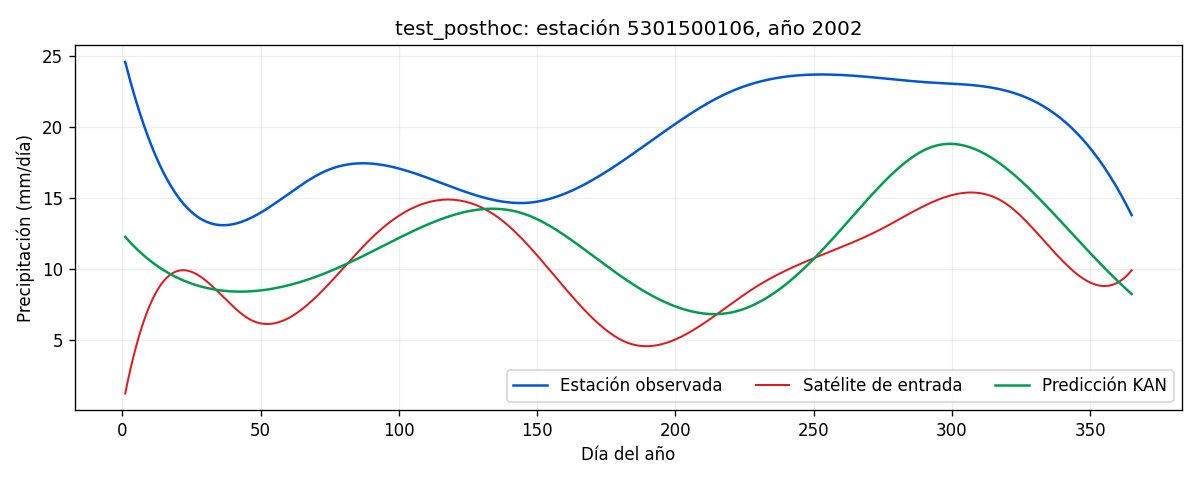 test_posthoc: estación 5301500106, año 2002
Precipitación (mm/día)
25
20
15
10
5
0 50 100 150 200 250 300 350
Día del año
Estación observada Satélite de entrada Predicción KAN